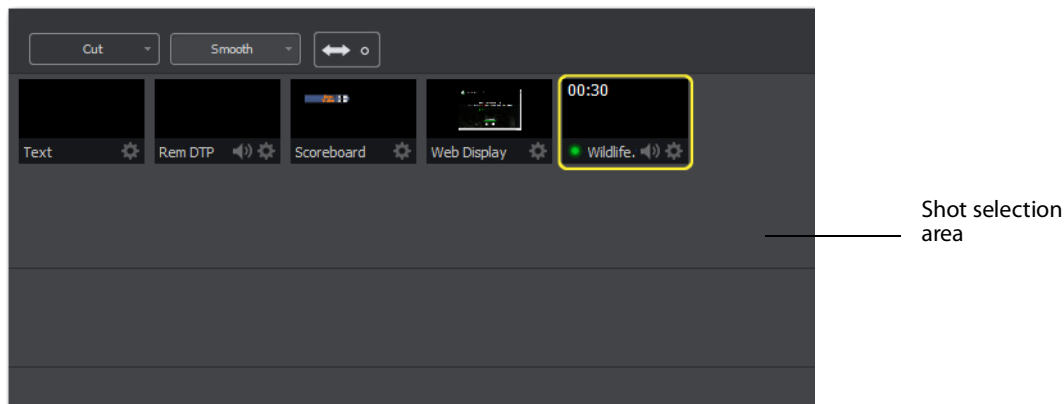 Cut
Smooth
00:30
Text
Rem DTP
Scoreboard
Web Display
Wildlife.
Shot selection
area